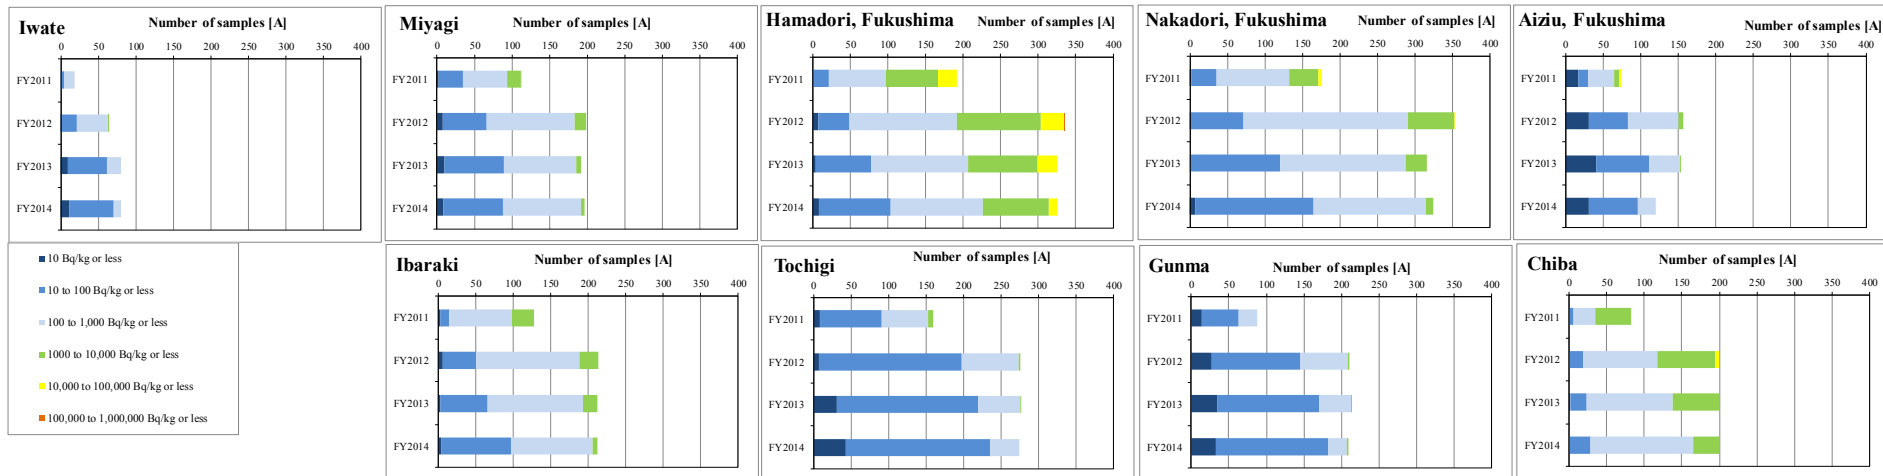 Iwate
Number of samples [A]
0 50 100 150 200 250 300 350 400
FY2011
FY2012
FY2013
FY2014
Miyagi
Number of samples [A]
0 50 100 150 200 250 300 350 400
FY2011
FY2012
FY2013
FY2014
Hamadori, Fukushima Number of samples [A]
0 50 100 150 200 250 300 350 400
FY2011
FY2012
FY2013
FY2014
Nakadori, Fukushima Number of samples [A]
0 50 100 150 200 250 300 350 400
FY2011
FY2012
FY2013
FY2014
Aiziu, Fukushima
Number of samples [A]
0 50 100 150 200 250 300 350 400
FY2011
FY2012
FY2013
FY2014
10 Bq/kg or less
10 to 100 Bq/kg or less
100 to 1,000 Bq/kg or less
1000 to 10,000 Bq/kg or less
10,000 to 100,000 Bq/kg or less
100,000 to 1,000,000 Bq/kg or less
Ibaraki
Number of samples [A]
0 50 100 150 200 250 300 350 400
FY2011
FY2012
FY2013
FY2014
Tochigi
Number of samples [A]
0 50 100 150 200 250 300 350 400
FY2011
FY2012
FY2013
FY2014
Gunma
Number of samples [A]
0 50 100 150 200 250 300 350 400
FY2011
FY2012
FY2013
FY2014
Chiba
Number of samples [A]
0 50 100 150 200 250 300 350 400
FY2011
FY2012
FY2013
FY2014